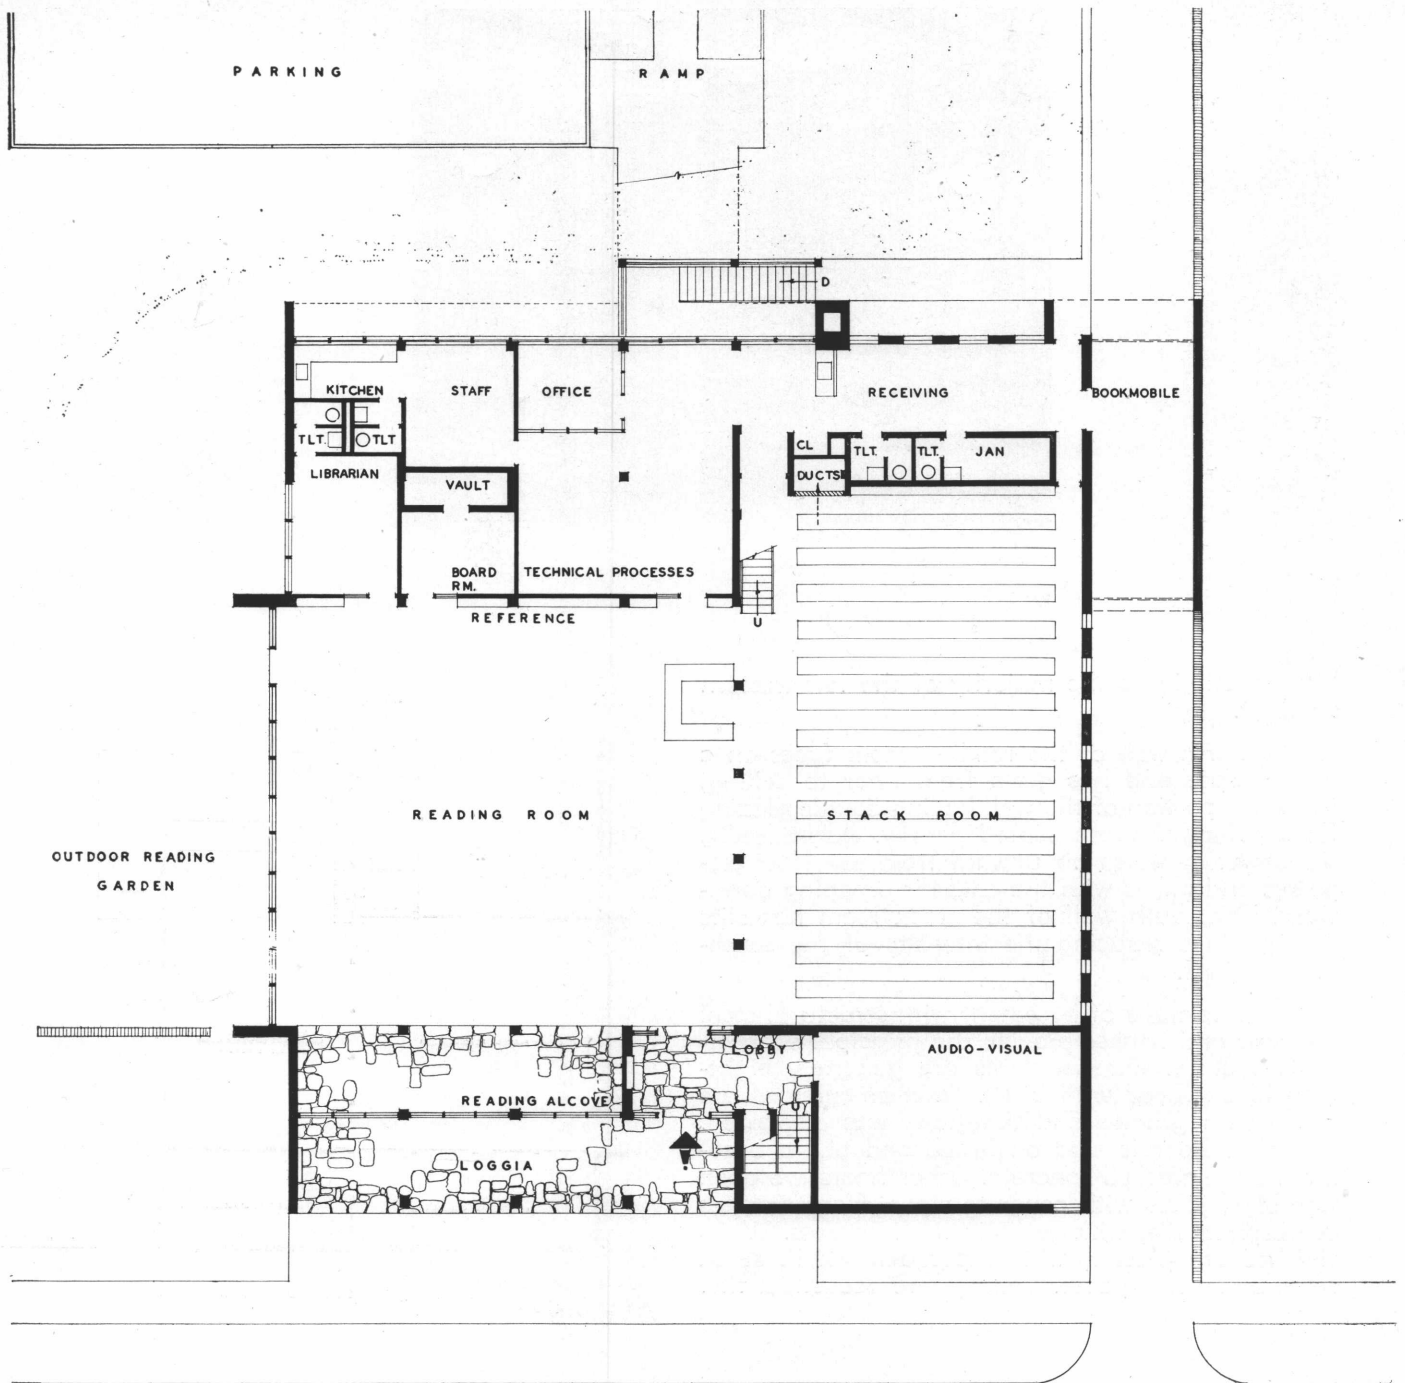 PARKING
RAMP
D
KITCHEN
STAFF
OFFICE
RECEIVING
BOOKMOBILE
TLT.
TLT
CL
TLT.
TLT.
JAN
LIBRARIAN
VAULT
DUCTS
BOARD
RM.
TECHNICAL PROCESSES
REFERENCE
U
READING ROOM
STACK ROOM
OUTDOOR READING
GARDEN
LOBBY
AUDIO-VISUAL
READING ALCOVE
U
LOGGIA